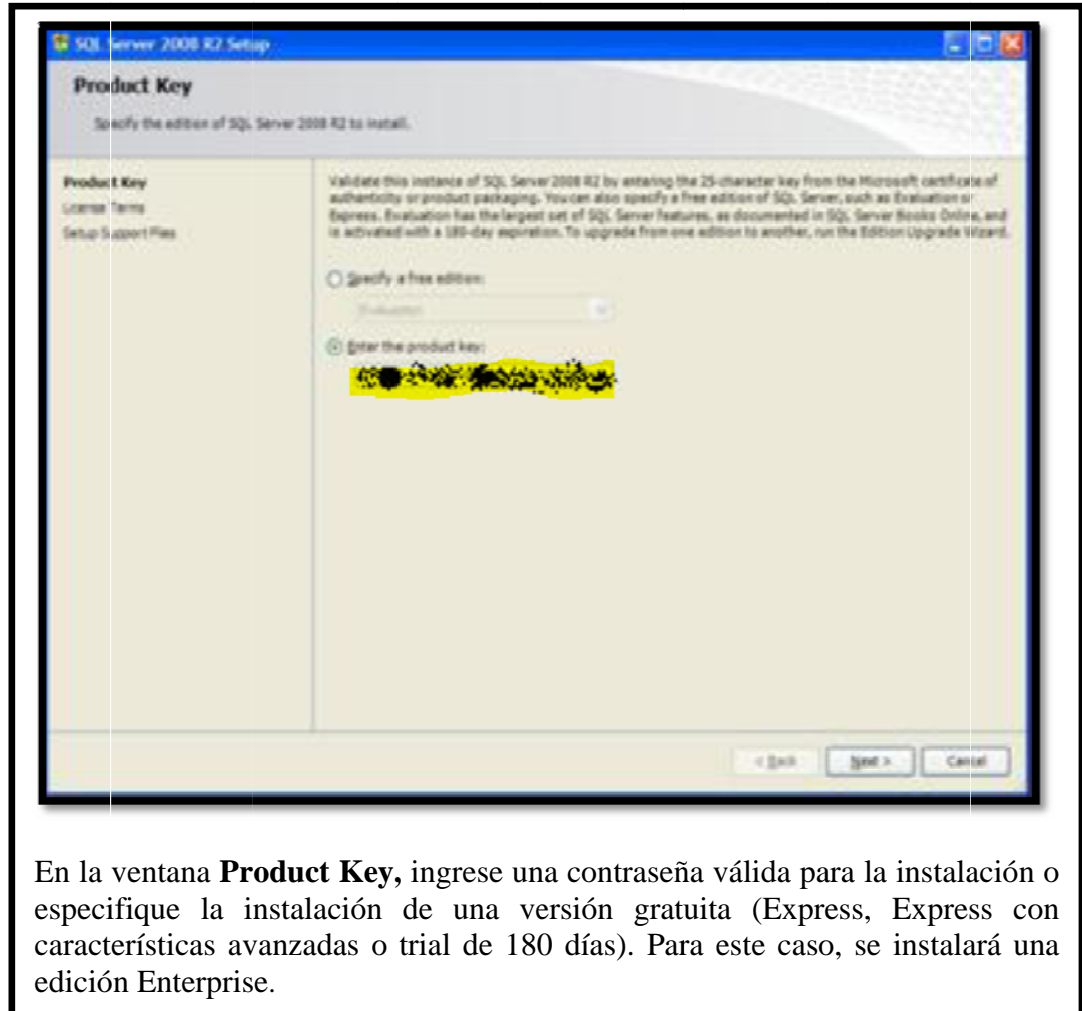 SQL Server 2008 R2 Setup
Product Key
Specify the edition of SQL Server 2008 R2 to install.
Product Key
License Terms
Setup Support Files
Validate this instance of SQL Server 2008 R2 by entering the 25-character key from the Microsoft certificate of
authenticity or product packaging. You can also specify a free edition of SQL Server, such as Evaluation or
Express. Evaluation has the largest set of SQL Server features, as documented in SQL Server Books Online, and
is activated with a 180-day expiration. To upgrade from one edition to another, run the Edition Upgrade Wizard.
Specify a free edition:
Evaluation
Enter the product key:
< Back
Next >
Cancel
En la ventana Product Key, ingrese una contraseña válida para la instalación o
especifique la instalación de una versión gratuita (Express, Express con
características avanzadas o trial de 180 días). Para este caso, se instalará una
edición Enterprise.